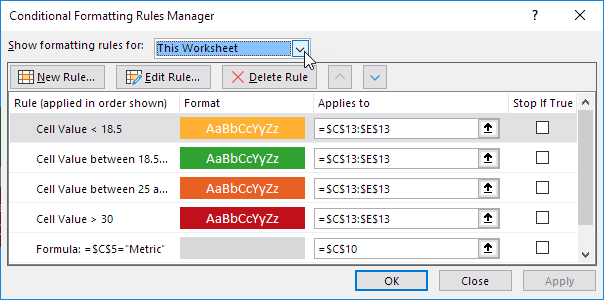 Conditional Formatting Rules Manager
Show formatting rules for: This Worksheet
New Rule... Edit Rule... Delete Rule
Rule (applied in order shown) Format Applies to Stop If True
Cell Value < 18.5 AaBbCcYyZz =$C$13:$E$13
Cell Value between 18.5... AaBbCcYyZz =$C$13:$E$13
Cell Value between 25 a... AaBbCcYyZz =$C$13:$E$13
Cell Value > 30 AaBbCcYyZz =$C$13:$E$13
Formula: =$C$5="Metric" =$C$10
OK Close Apply